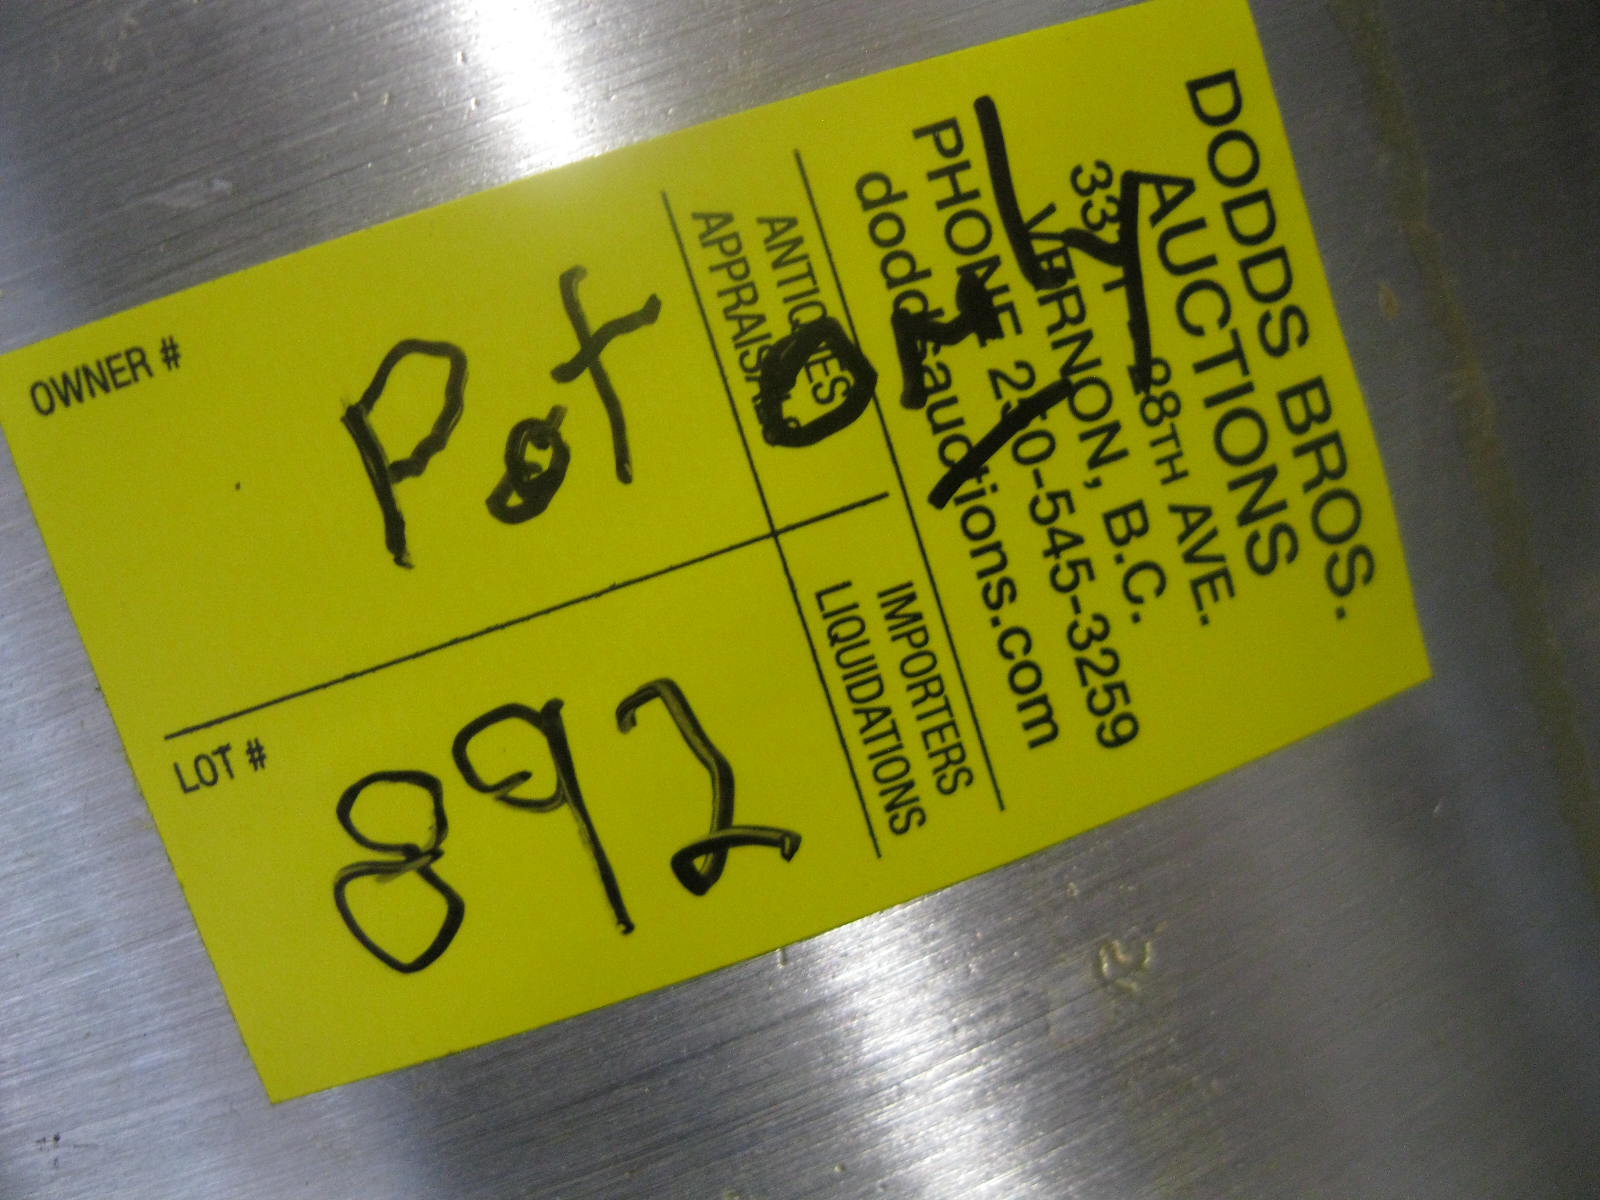 DODDS BROS.
AUCTIONS
28TH AVE.
VERNON, B.C.
PHONE 250-545-3259
doddsauctions.com
ANTIQUES
APPRAISALS
IMPORTERS
LIQUIDATIONS
OWNER #
Pot
LOT #
892